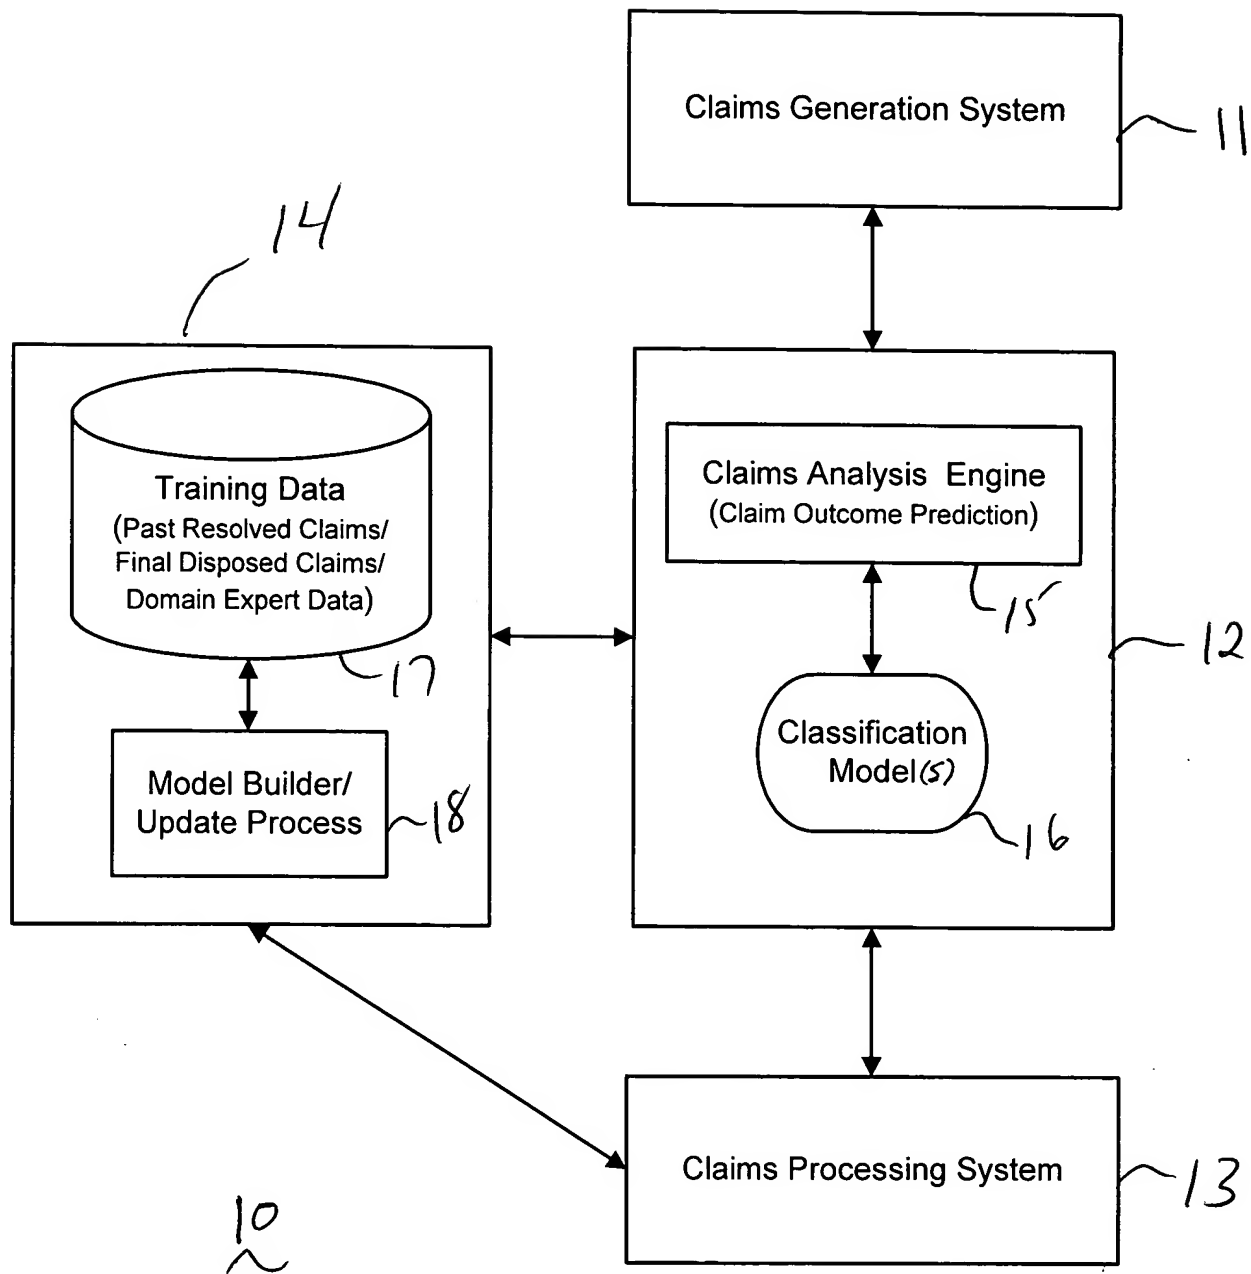 Claims Generation System
11
14
Training Data
(Past Resolved Claims/
Final Disposed Claims/
Domain Expert Data)
17
Model Builder/
Update Process
18
Claims Analysis Engine
(Claim Outcome Prediction)
15
12
Classification
Model(s)
16
Claims Processing System
13
10